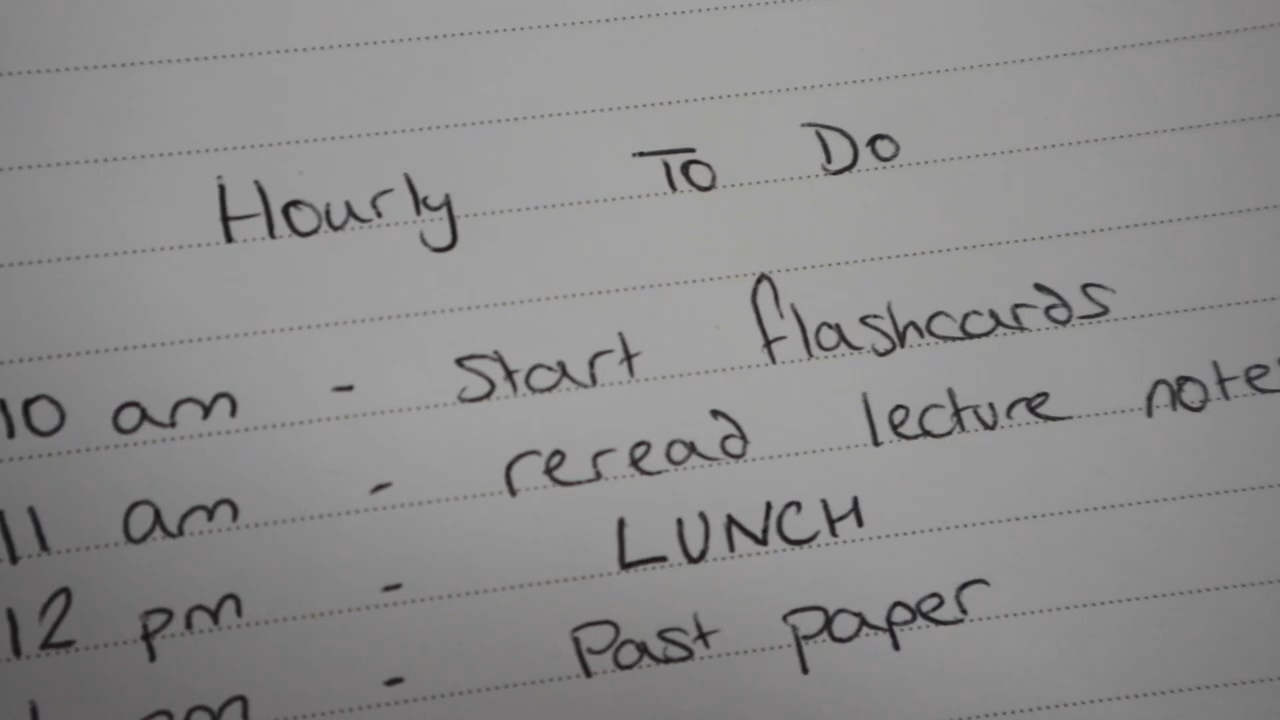 Hourly To Do
10 am - Start flashcards
11 am - reread lecture note
12 pm - LUNCH
- Past paper